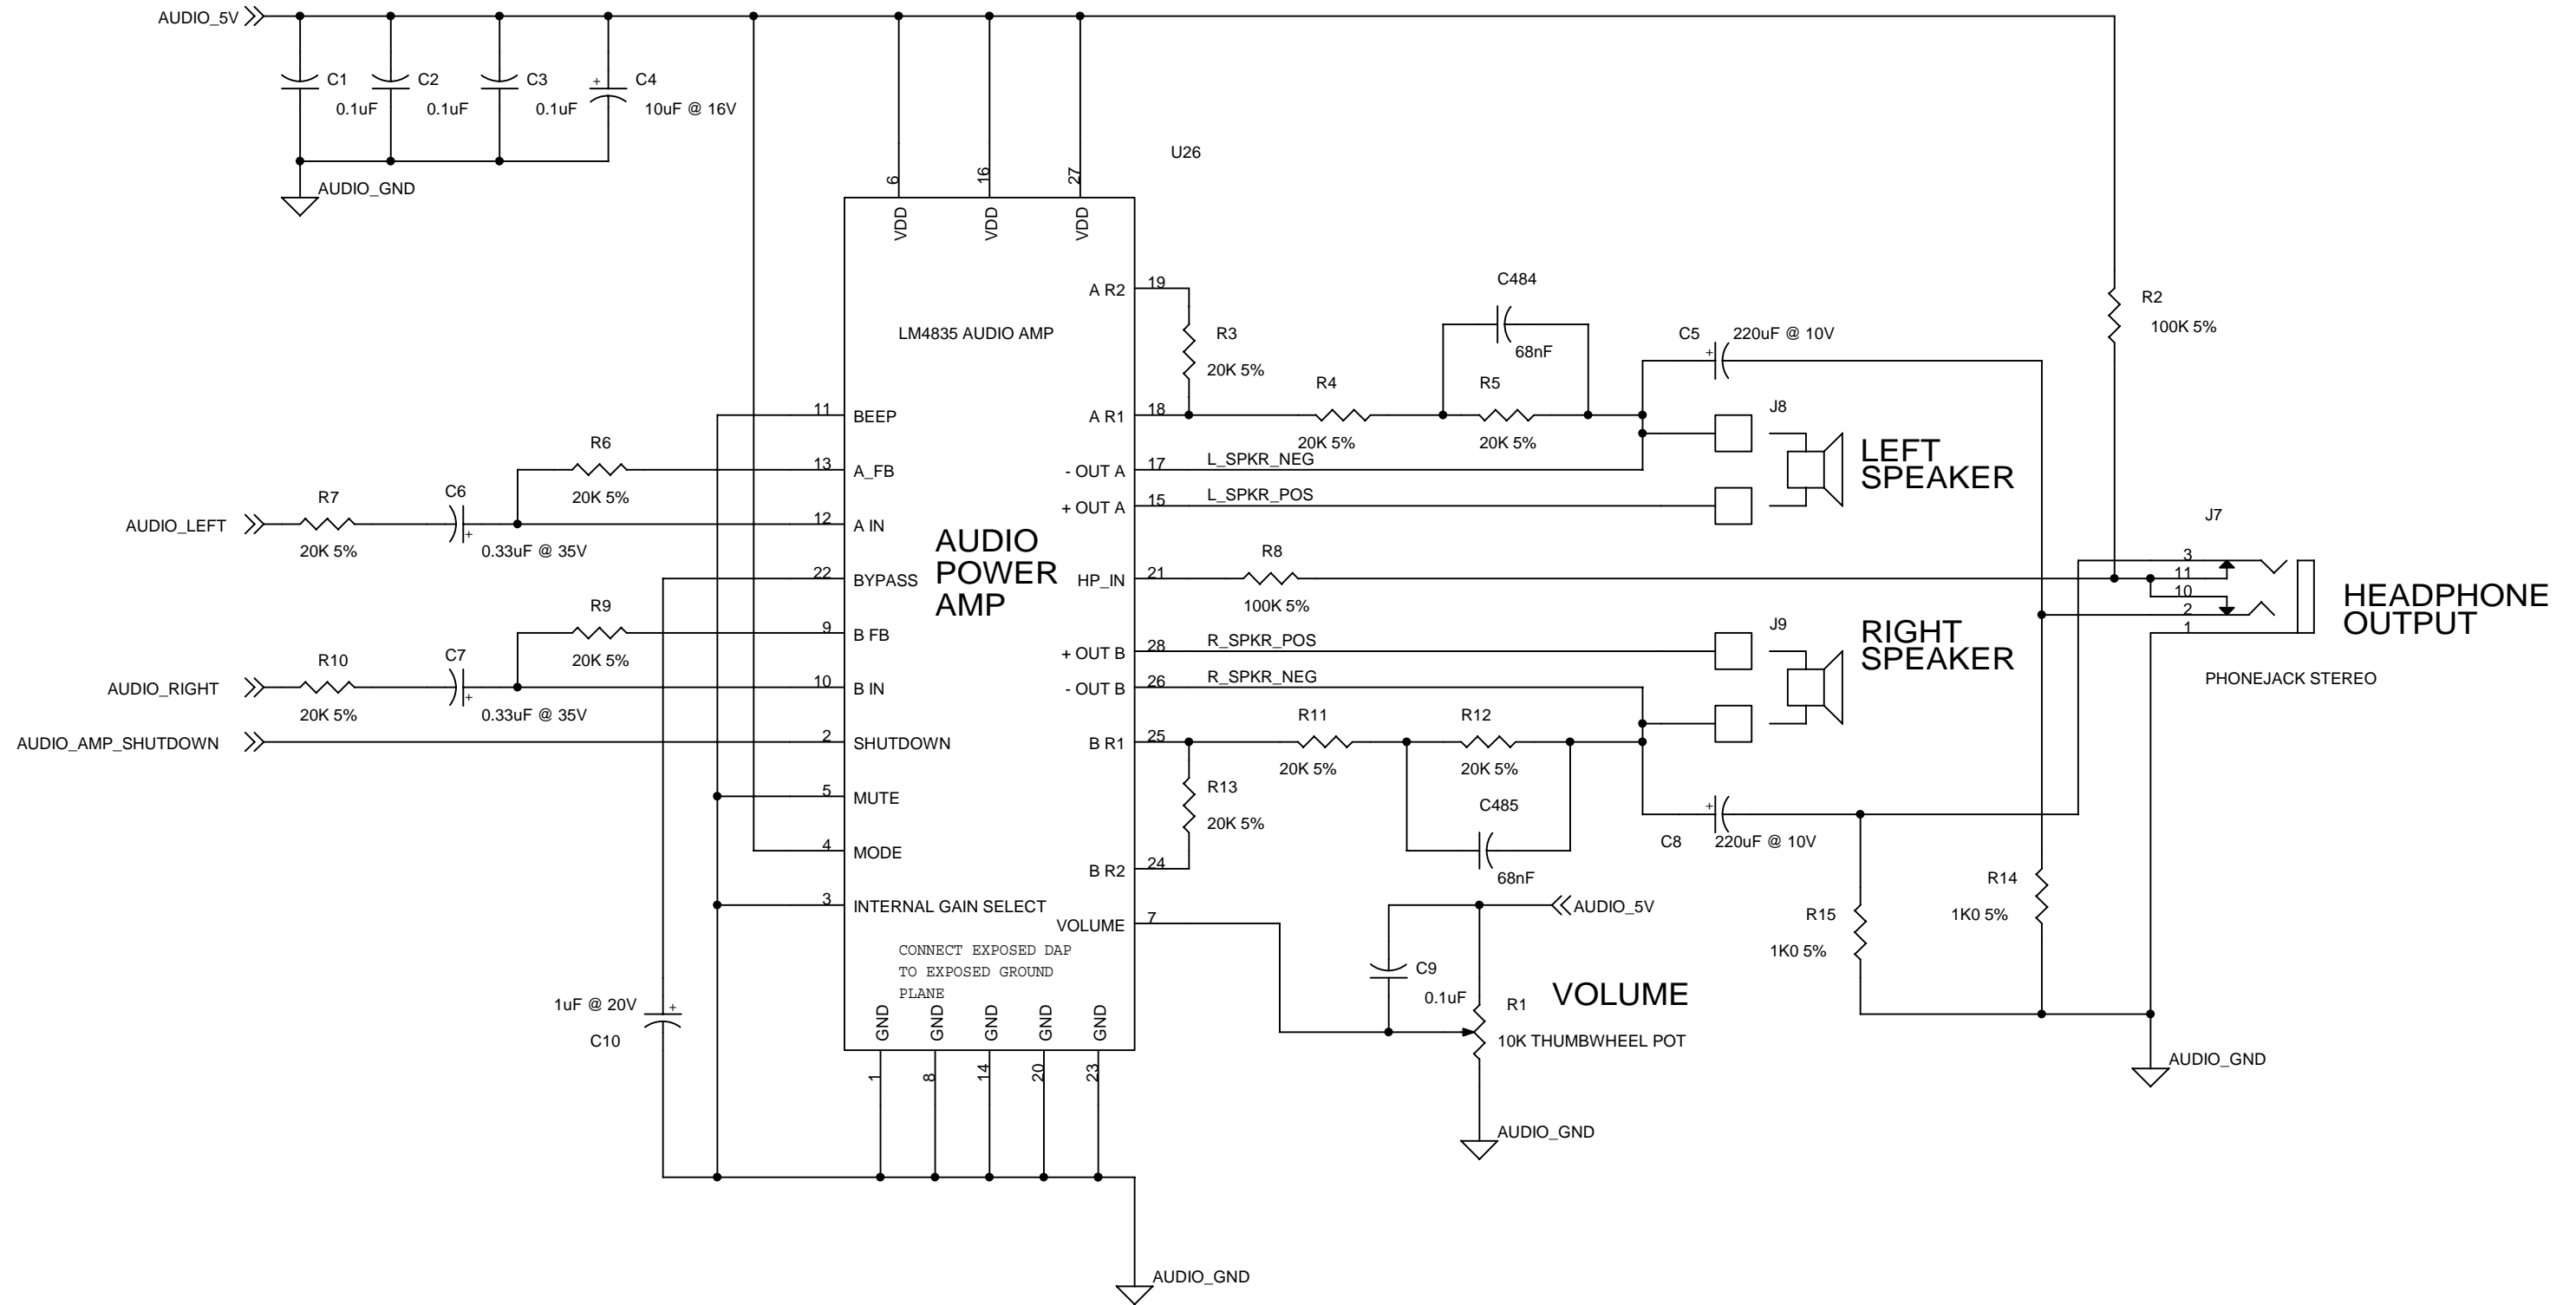 AUDIO_5V
C1
0.1uF
C2
0.1uF
C3
0.1uF
+
C4
10uF @ 16V
AUDIO_GND
U26
6
16
27
VDD
VDD
VDD
LM4835 AUDIO AMP
AUDIO
POWER
AMP
11
BEEP
13
A_FB
12
A IN
22
BYPASS
9
B FB
10
B IN
2
SHUTDOWN
5
MUTE
4
MODE
3
INTERNAL GAIN SELECT
CONNECT EXPOSED DAP
TO EXPOSED GROUND
PLANE
GND
GND
GND
GND
GND
1
8
14
20
23
A R2
19
A R1
18
- OUT A
17
+ OUT A
15
HP_IN
21
+ OUT B
28
- OUT B
26
B R1
25
B R2
24
VOLUME
7
R6
20K 5%
R7
20K 5%
C6
+
0.33uF @ 35V
AUDIO_LEFT
R9
20K 5%
R10
20K 5%
C7
+
0.33uF @ 35V
AUDIO_RIGHT
AUDIO_AMP_SHUTDOWN
1uF @ 20V
+
C10
AUDIO_GND
R3
20K 5%
R4
20K 5%
C484
68nF
R5
20K 5%
C5
220uF @ 10V
+
L_SPKR_NEG
L_SPKR_POS
J8
LEFT
SPEAKER
R8
100K 5%
R2
100K 5%
R_SPKR_POS
R_SPKR_NEG
J9
RIGHT
SPEAKER
R11
20K 5%
R12
20K 5%
R13
20K 5%
C485
68nF
+
C8
220uF @ 10V
J7
3
11
10
2
1
HEADPHONE
OUTPUT
PHONEJACK STEREO
R14
1K0 5%
R15
1K0 5%
AUDIO_GND
AUDIO_5V
C9
0.1uF
VOLUME
R1
10K THUMBWHEEL POT
AUDIO_GND